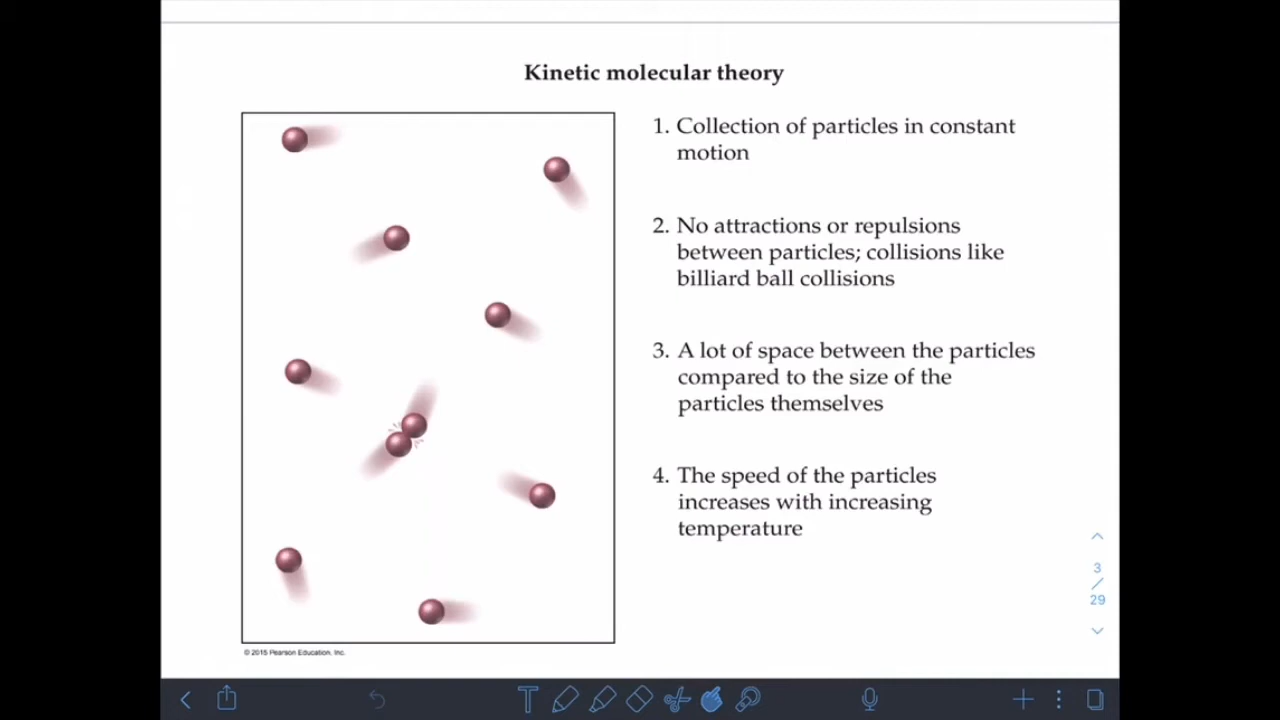 Kinetic molecular theory
1. Collection of particles in constant
motion
2. No attractions or repulsions
between particles; collisions like
billiard ball collisions
3. A lot of space between the particles
compared to the size of the
particles themselves
4. The speed of the particles
increases with increasing
temperature
3
/
29
© 2015 Pearson Education, Inc.